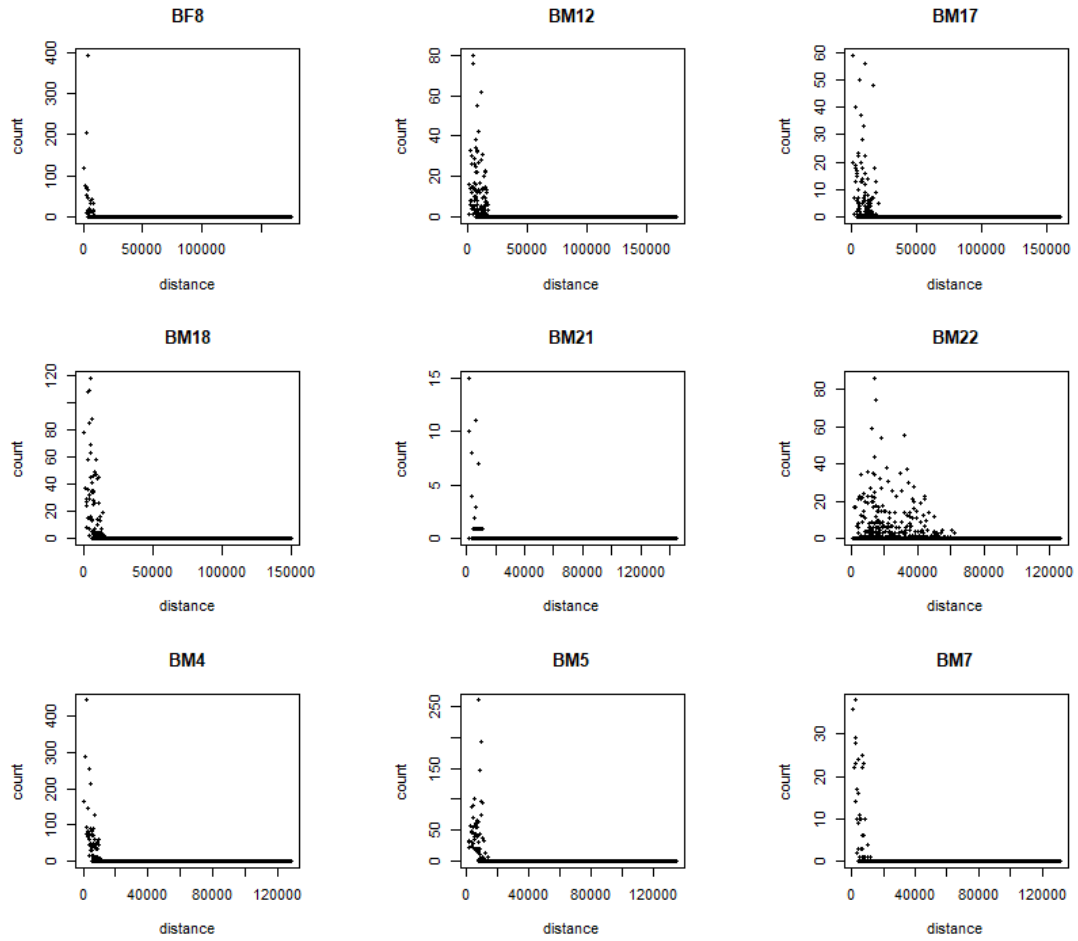 BF8
count
0 100 200 300 400
0 50000 100000
distance
BM12
count
0 20 40 60 80
0 50000 100000 150000
distance
BM17
count
0 10 20 30 40 50 60
0 50000 100000 150000
distance
BM18
count
0 20 40 60 80 120
0 50000 100000 150000
distance
BM21
count
0 5 10 15
0 40000 80000 120000
distance
BM22
count
0 20 40 60 80
0 40000 80000 120000
distance
BM4
count
0 100 200 300 400
0 40000 80000 120000
distance
BM5
count
0 50 150 250
0 40000 80000 120000
distance
BM7
count
0 10 20 30
0 40000 80000 120000
distance